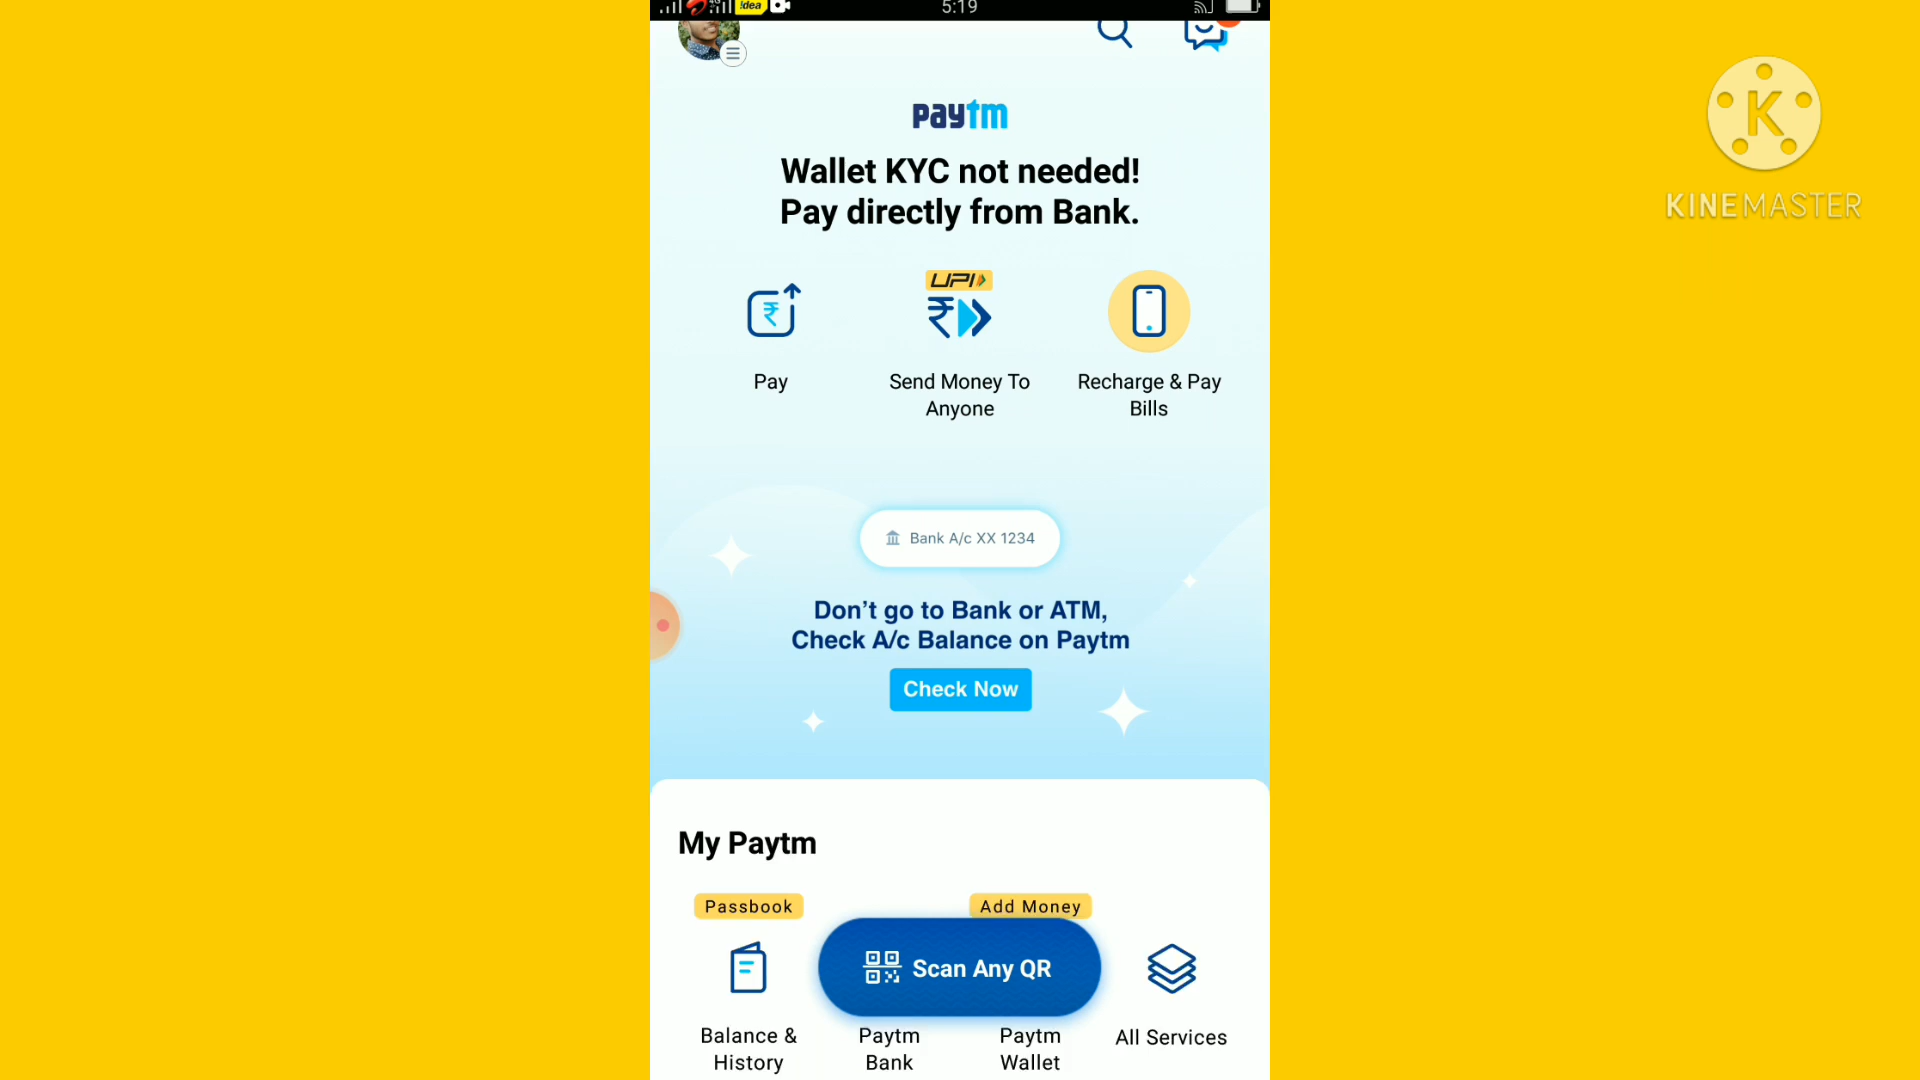 !dea
5:19
paytm
K
KINEMASTER
Wallet KYC not needed!
Pay directly from Bank.
UPI
Pay
Send Money To
Anyone
Recharge & Pay
Bills
Bank A/c XX 1234
Don’t go to Bank or ATM,
Check A/c Balance on Paytm
Check Now
My Paytm
Passbook
Add Money
Scan Any QR
Balance &
History
Paytm
Bank
Paytm
Wallet
All Services